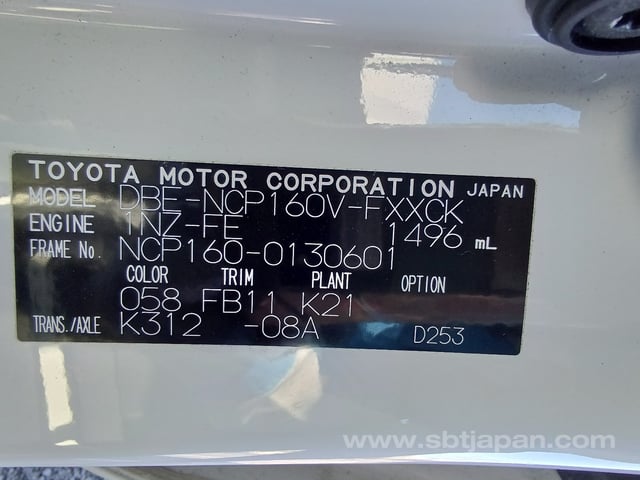 TOYOTA MOTOR CORPORATION JAPAN
MODEL DBE-NCP160V-FXXCK
ENGINE 1NZ-FE 1496 mL
FRAME No. NCP160-0130601
COLOR TRIM PLANT OPTION
058 FB11 K21
TRANS./AXLE K312 -08A D253
www.sbtjapan.com